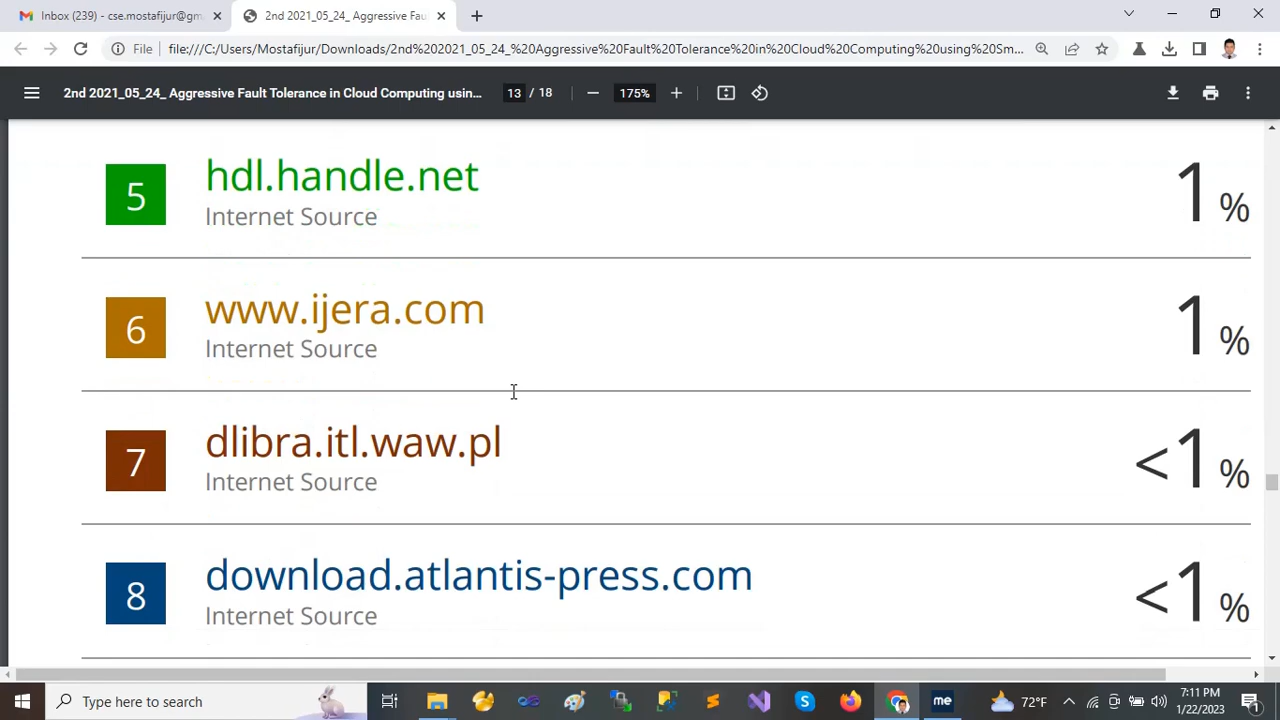 Inbox (239) - cse.mostafijur@gm
2nd 2021_05_24_ Aggressive Fau
File
file:///C:/Users/Mostafijur/Downloads/2nd%202021_05_24_%20Aggressive%20Fault%20Tolerance%20in%20Cloud%20Computing%20using%20Sm...
2nd 2021_05_24_ Aggressive Fault Tolerance in Cloud Computing usin...
13 / 18
175%
5
hdl.handle.net
Internet Source
1 %
6
www.ijera.com
Internet Source
1 %
7
dlibra.itl.waw.pl
Internet Source
<1 %
8
download.atlantis-press.com
Internet Source
<1 %
Type here to search
me
72°F
7:11 PM
1/22/2023
1